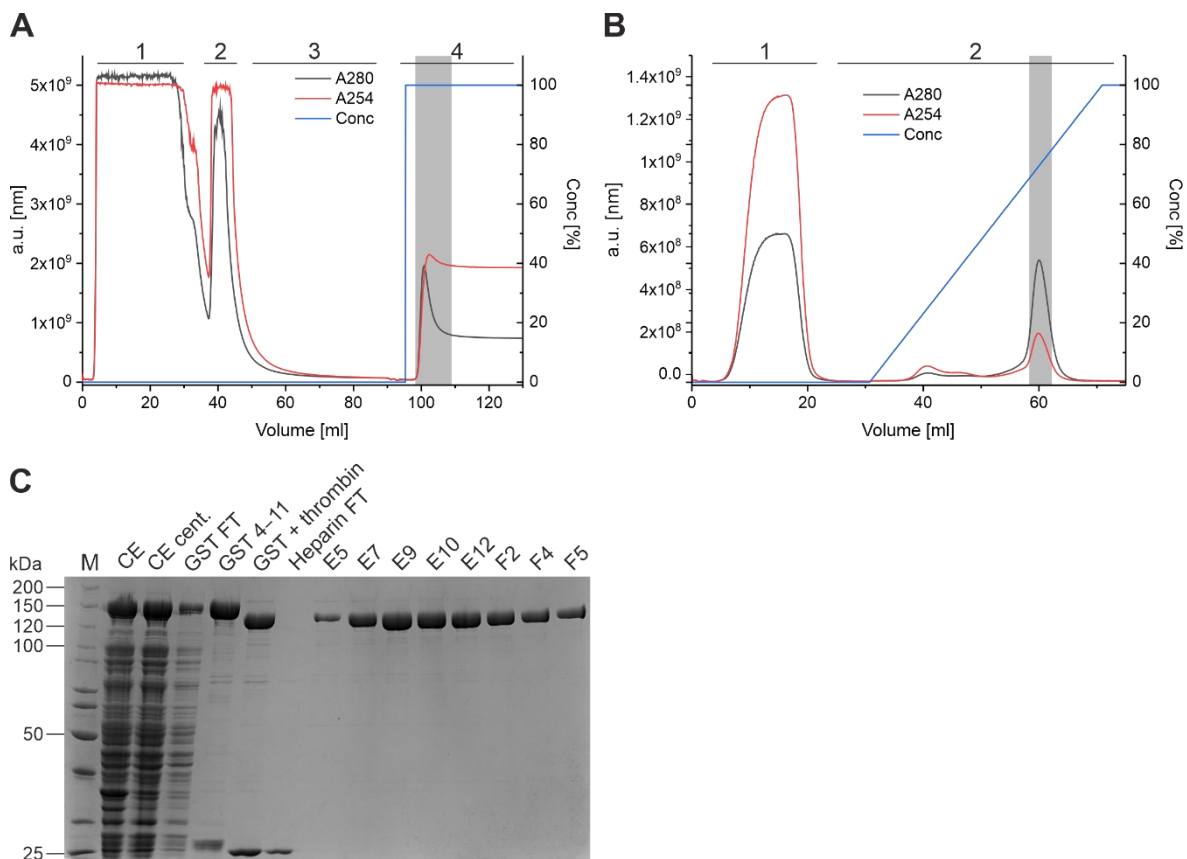 A
1 2 3 4
A280
A254
Conc
5x10⁹
4x10⁹
3x10⁹
2x10⁹
1x10⁹
0
a.u. [nm]
100
80
60
40
20
0
Conc [%]
0 20 40 60 80 100 120
Volume [ml]
B
1 2
A280
A254
Conc
1.4x10⁹
1.2x10⁹
1x10⁹
8x10⁸
6x10⁸
4x10⁸
2x10⁸
0.0
a.u. [nm]
100
80
60
40
20
0
Conc [%]
0 20 40 60
Volume [ml]
C
kDa M CE CE cent. GST FT GST 4–11 GST + thrombin Heparin FT E5 E7 E9 E10 E12 F2 F4 F5
200
150
120
100
50
25